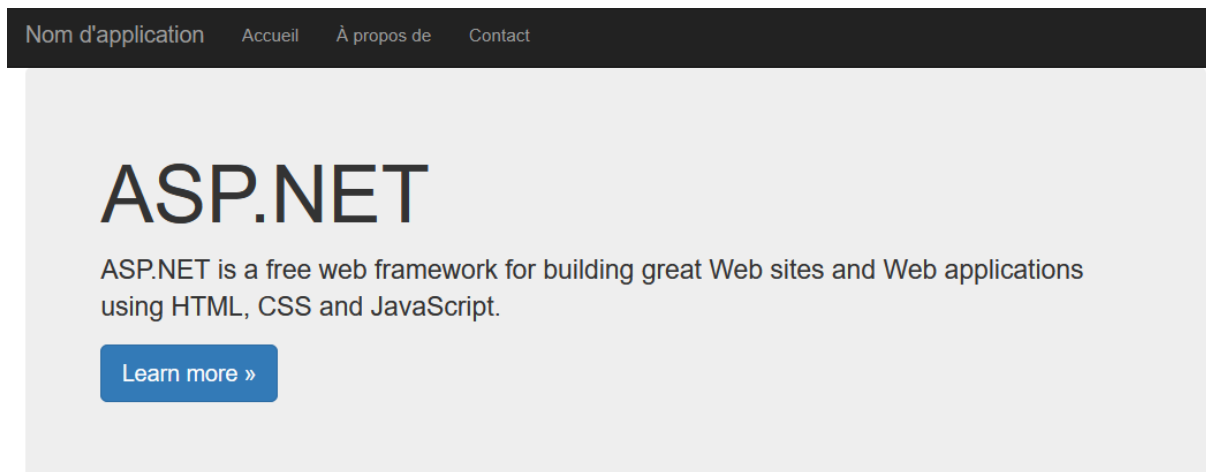 Nom d'application Accueil À propos de Contact
ASP.NET
ASP.NET is a free web framework for building great Web sites and Web applications
using HTML, CSS and JavaScript.
Learn more »